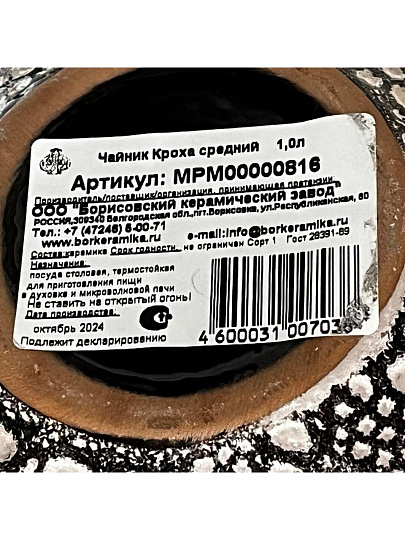 Чайник Кроха средний 1,0л
Артикул: МРМ00000816
Производитель/поставщик/организация, принимающая претензии:
ООО "Борисовский керамический завод"
РОССИЯ,309340 Белгородская обл.,пгт.Борисовка, ул.Республиканская, 60
Тел.: +7 (47246) 5-00-71
www.borkeramika.ru e-mail:info@borkeramika.ru
Состав керамика Срок годности: не ограничен Сорт 1 Гост 28391-89
Назначение:
посуда столовая, термостойкая
для приготовления пищи
в духовке и микроволновой печи
Не ставить на открытый огонь!
Дата производства:
октябрь 2024
Подлежит декларированию
4 600031 00703